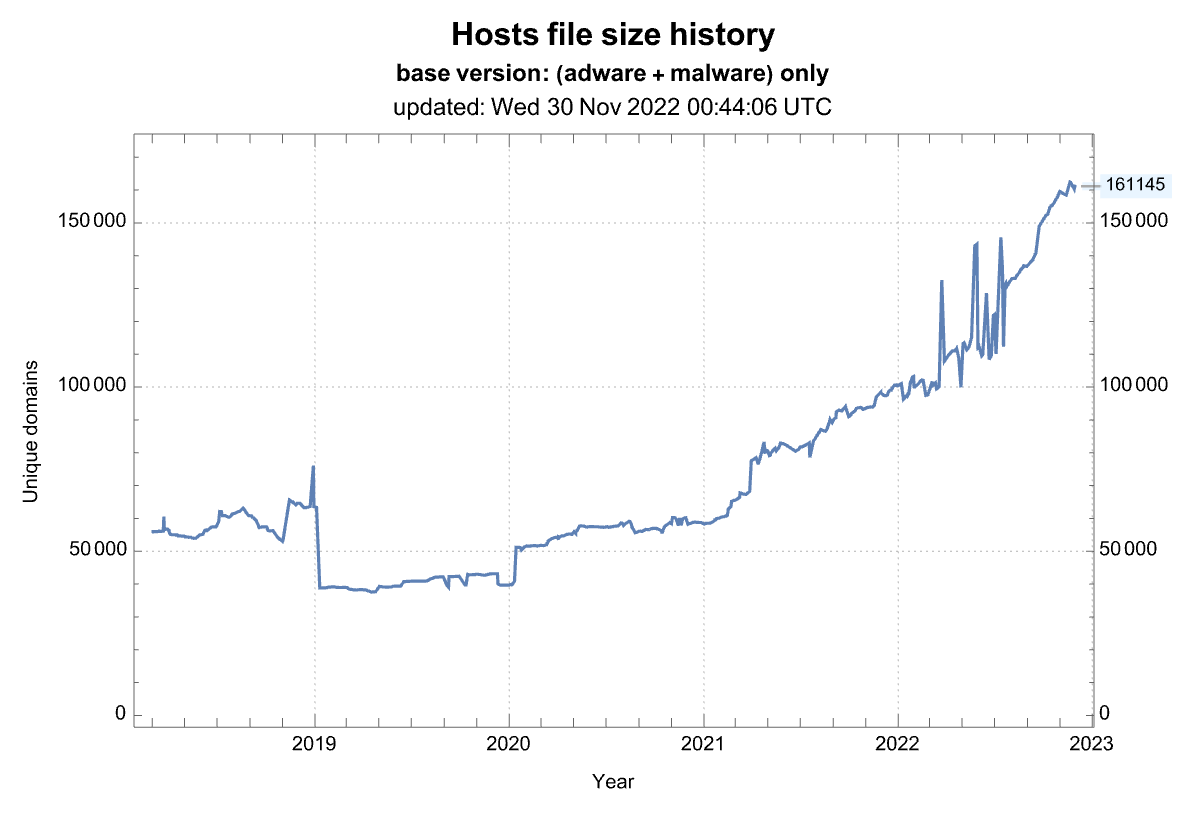 Hosts file size history
base version: (adware + malware) only
updated: Wed 30 Nov 2022 00:44:06 UTC
161145
150 000
150 000
100 000
100 000
Unique domains
50 000
50 000
0
0
2019
2020
2021
2022
2023
Year